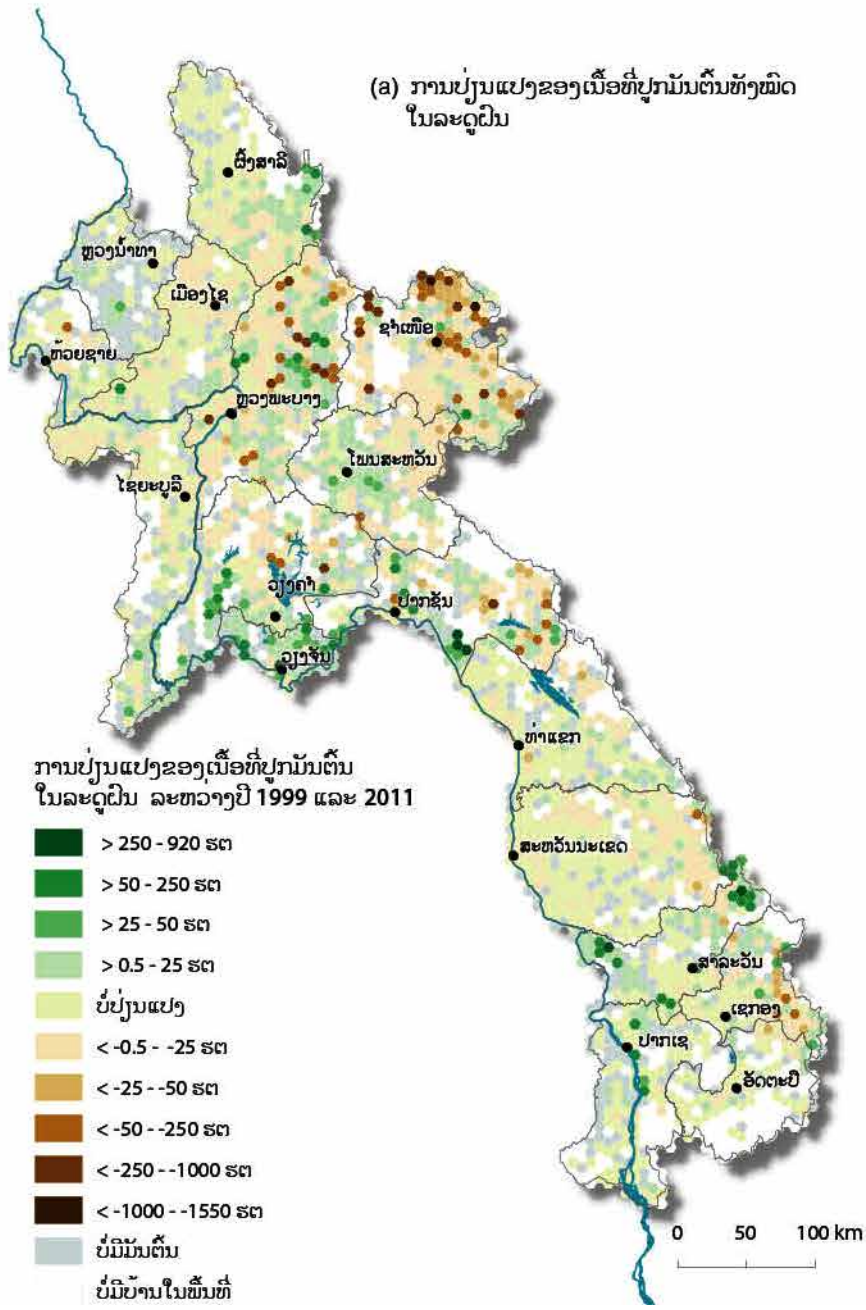 (a) ການປ່ຽນແປງຂອງເນື້ອທີ່ປູກມັນຕົ້ນທັງໝົດ
ໃນລະດູຝົນ
ຜົ້ງສາລີ
ຫຼວງນໍ້າທາ
ເມືອງໄຊ
ຊໍາເໜືອ
ຫ້ວຍຊາຍ
ຫຼວງພະບາງ
ໂພນສະຫວັນ
ໄຊຍະບູລີ
ວຽງຄໍາ
ປາກຊັນ
ວຽງຈັນ
ທ່າແຂກ
ສະຫວັນນະເຂດ
ສາລະວັນ
ເຊກອງ
ປາກເຊ
ອັດຕະປື
ການປ່ຽນແປງຂອງເນື້ອທີ່ປູກມັນຕົ້ນ
ໃນລະດູຝົນ ລະຫວ່າງປີ 1999 ແລະ 2011
> 250 - 920 ຮຕ
> 50 - 250 ຮຕ
> 25 - 50 ຮຕ
> 0.5 - 25 ຮຕ
ບໍ່ປ່ຽນແປງ
< -0.5 - -25 ຮຕ
< -25 - -50 ຮຕ
< -50 - -250 ຮຕ
< -250 - -1000 ຮຕ
< -1000 - -1550 ຮຕ
ບໍ່ມີມັນຕົ້ນ
ບໍ່ມີບ້ານໃນພື້ນທີ່
0 50 100 km